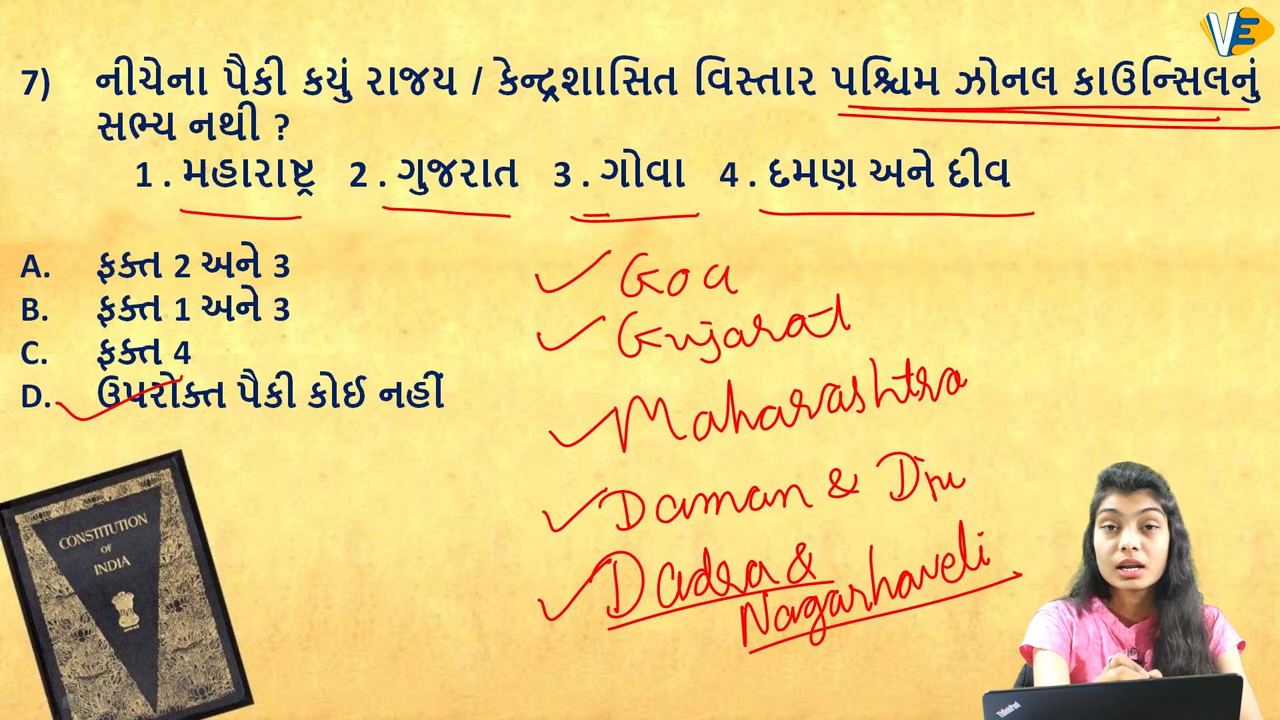 VE
7) નીચેના પૈકી કયું રાજય / કેન્દ્રશાસિત વિસ્તાર પશ્ચિમ ઝોનલ કાઉન્સિલનું
સભ્ય નથી ?
1 . મહારાષ્ટ્ર 2 . ગુજરાત 3 . ગોવા 4 . દમણ અને દીવ
A. ફક્ત 2 અને 3
B. ફક્ત 1 અને 3
C. ફક્ત 4
D. ઉપરોક્ત પૈકી કોઈ નહીં
Goa
Gujarat
Maharashtra
Daman & Diu
Dadra &
Nagarhaveli
CONSTITUTION
OF
INDIA
ThinkPad